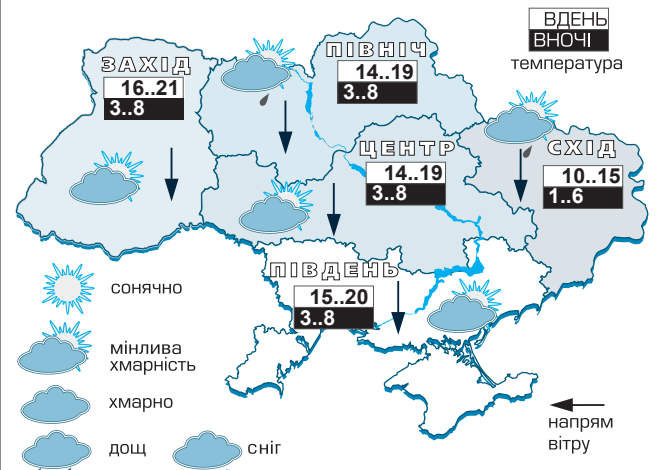 ВДЕНЬ
ВНОЧІ
температура
ЗАХІД
16..21
3..8
ПІВНІЧ
14..19
3..8
ЦЕНТР
14..19
3..8
СХІД
10..15
1..6
ПІВДЕНЬ
15..20
3..8
сонячно
мінлива
хмарність
хмарно
дощ
сніг
напрям
вітру